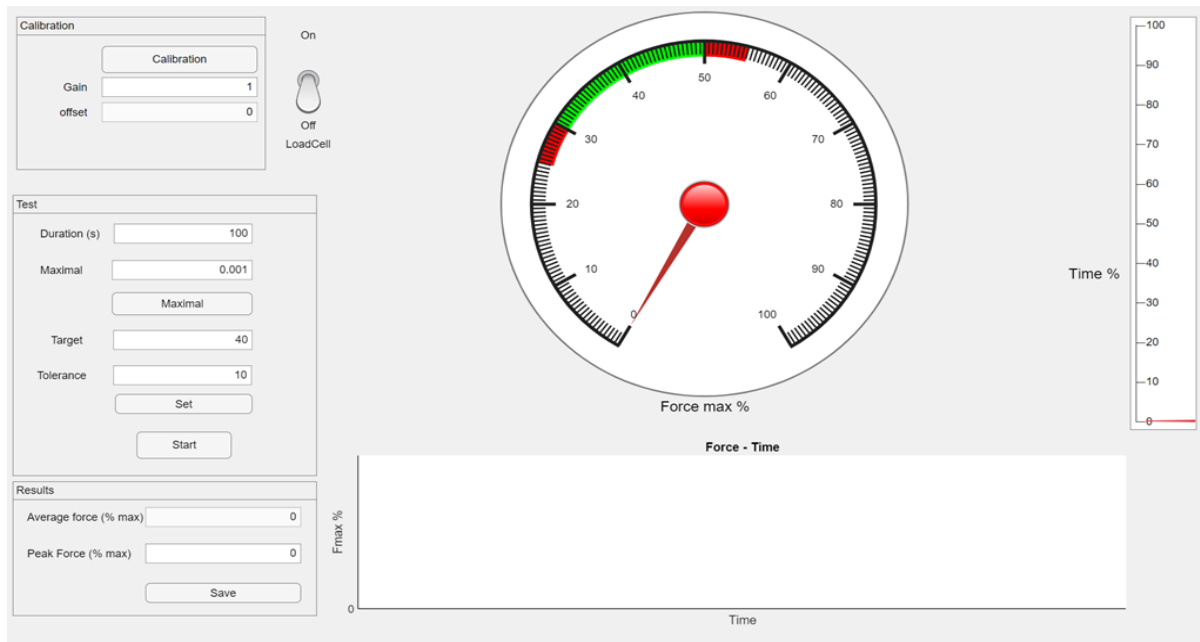 Calibration
Calibration
Gain 1
offset 0
On
Off
LoadCell
Test
Duration (s) 100
Maximal 0.001
Maximal
Target 40
Tolerance 10
Set
Start
Results
Average force (% max) 0
Peak Force (% max) 0
Save
0
10
20
30
40
50
60
70
80
90
100
Force max %
Time %
100
90
80
70
60
50
40
30
20
10
0
Force - Time
Fmax %
0
Time